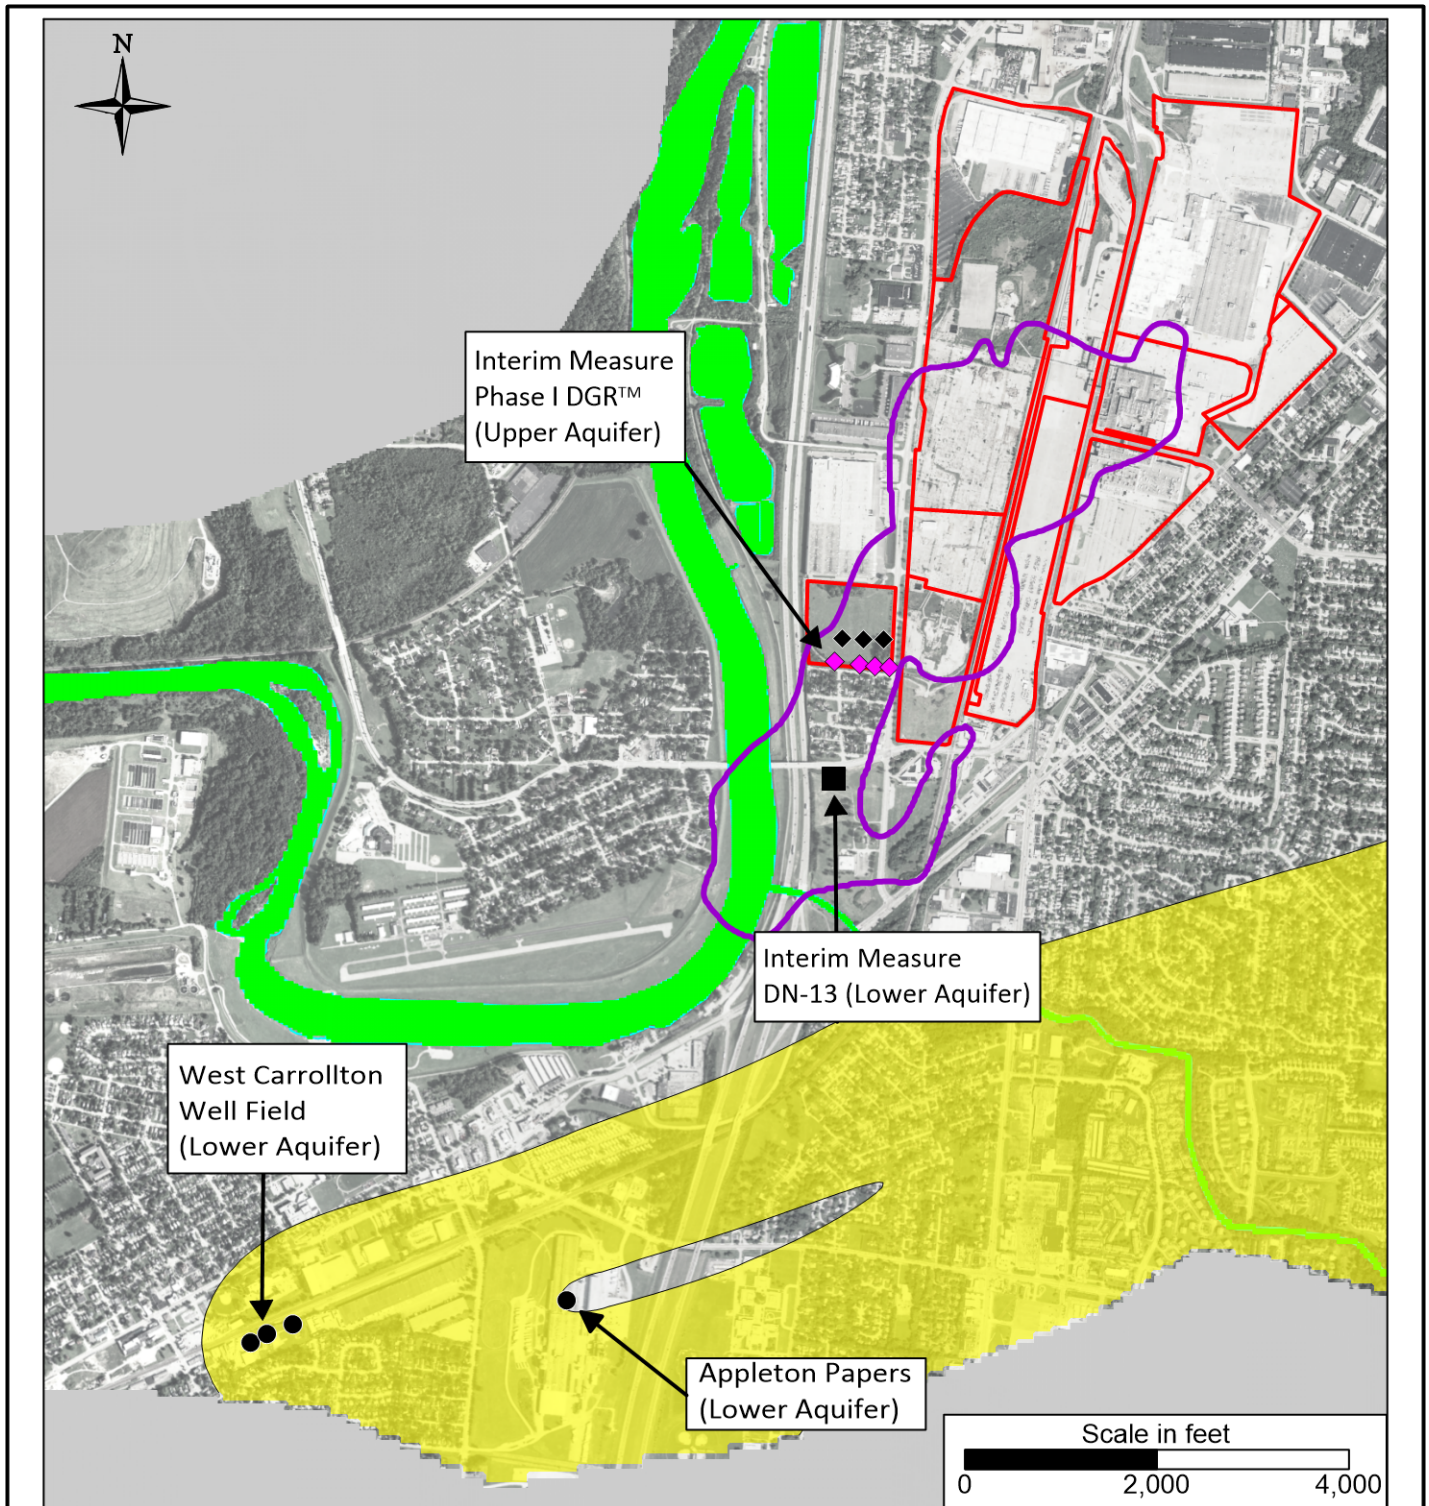 N
Interim Measure
Phase I DGR™
(Upper Aquifer)
Interim Measure
DN-13 (Lower Aquifer)
West Carrollton
Well Field
(Lower Aquifer)
Appleton Papers
(Lower Aquifer)
Scale in feet
0 2,000 4,000